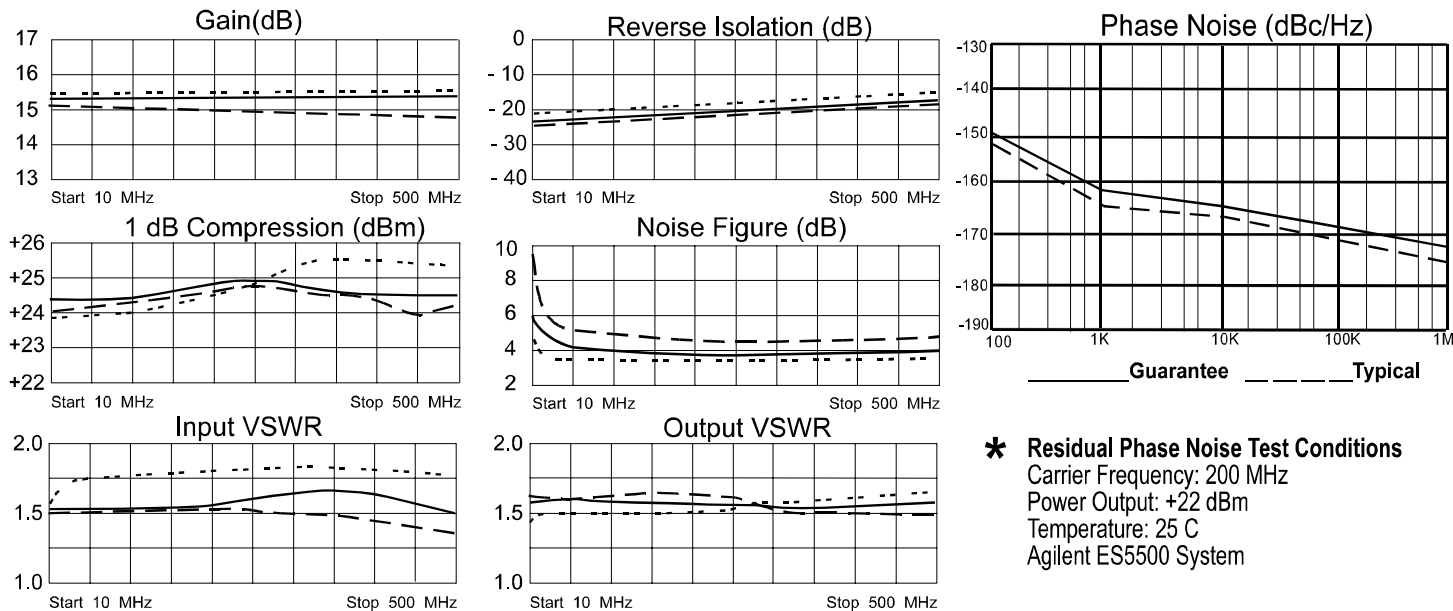 Gain(dB)
17
16
15
14
13
Start 10 MHz
Stop 500 MHz
Reverse Isolation (dB)
0
- 10
- 20
- 30
- 40
Start 10 MHz
Stop 500 MHz
Phase Noise (dBc/Hz)
-130
-140
-150
-160
-170
-180
-190
100
1K
10K
100K
1M
Guarantee
Typical
1 dB Compression (dBm)
+26
+25
+24
+23
+22
Start 10 MHz
Stop 500 MHz
Noise Figure (dB)
10
8
6
4
2
Start 10 MHz
Stop 500 MHz
Input VSWR
2.0
1.5
1.0
Start 10 MHz
Stop 500 MHz
Output VSWR
2.0
1.5
1.0
Start 10 MHz
Stop 500 MHz
* Residual Phase Noise Test Conditions
Carrier Frequency: 200 MHz
Power Output: +22 dBm
Temperature: 25 C
Agilent ES5500 System